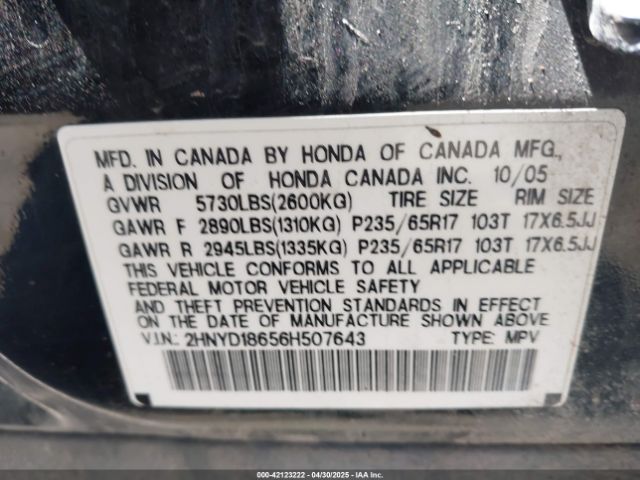 MFD. IN CANADA BY HONDA OF CANADA MFG.,
A DIVISION OF HONDA CANADA INC. 10/05
GVWR 5730LBS(2600KG) TIRE SIZE RIM SIZE
GAWR F 2890LBS(1310KG) P235/65R17 103T 17X6.5JJ
GAWR R 2945LBS(1335KG) P235/65R17 103T 17X6.5JJ
THIS VEHICLE CONFORMS TO ALL APPLICABLE
FEDERAL MOTOR VEHICLE SAFETY
AND THEFT PREVENTION STANDARDS IN EFFECT
ON THE DATE OF MANUFACTURE SHOWN ABOVE
V.I.N.: 2HNYD18656H507643 TYPE: MPV
00-42123222 - 04/30/2025 - Copyright © IAA, Inc.